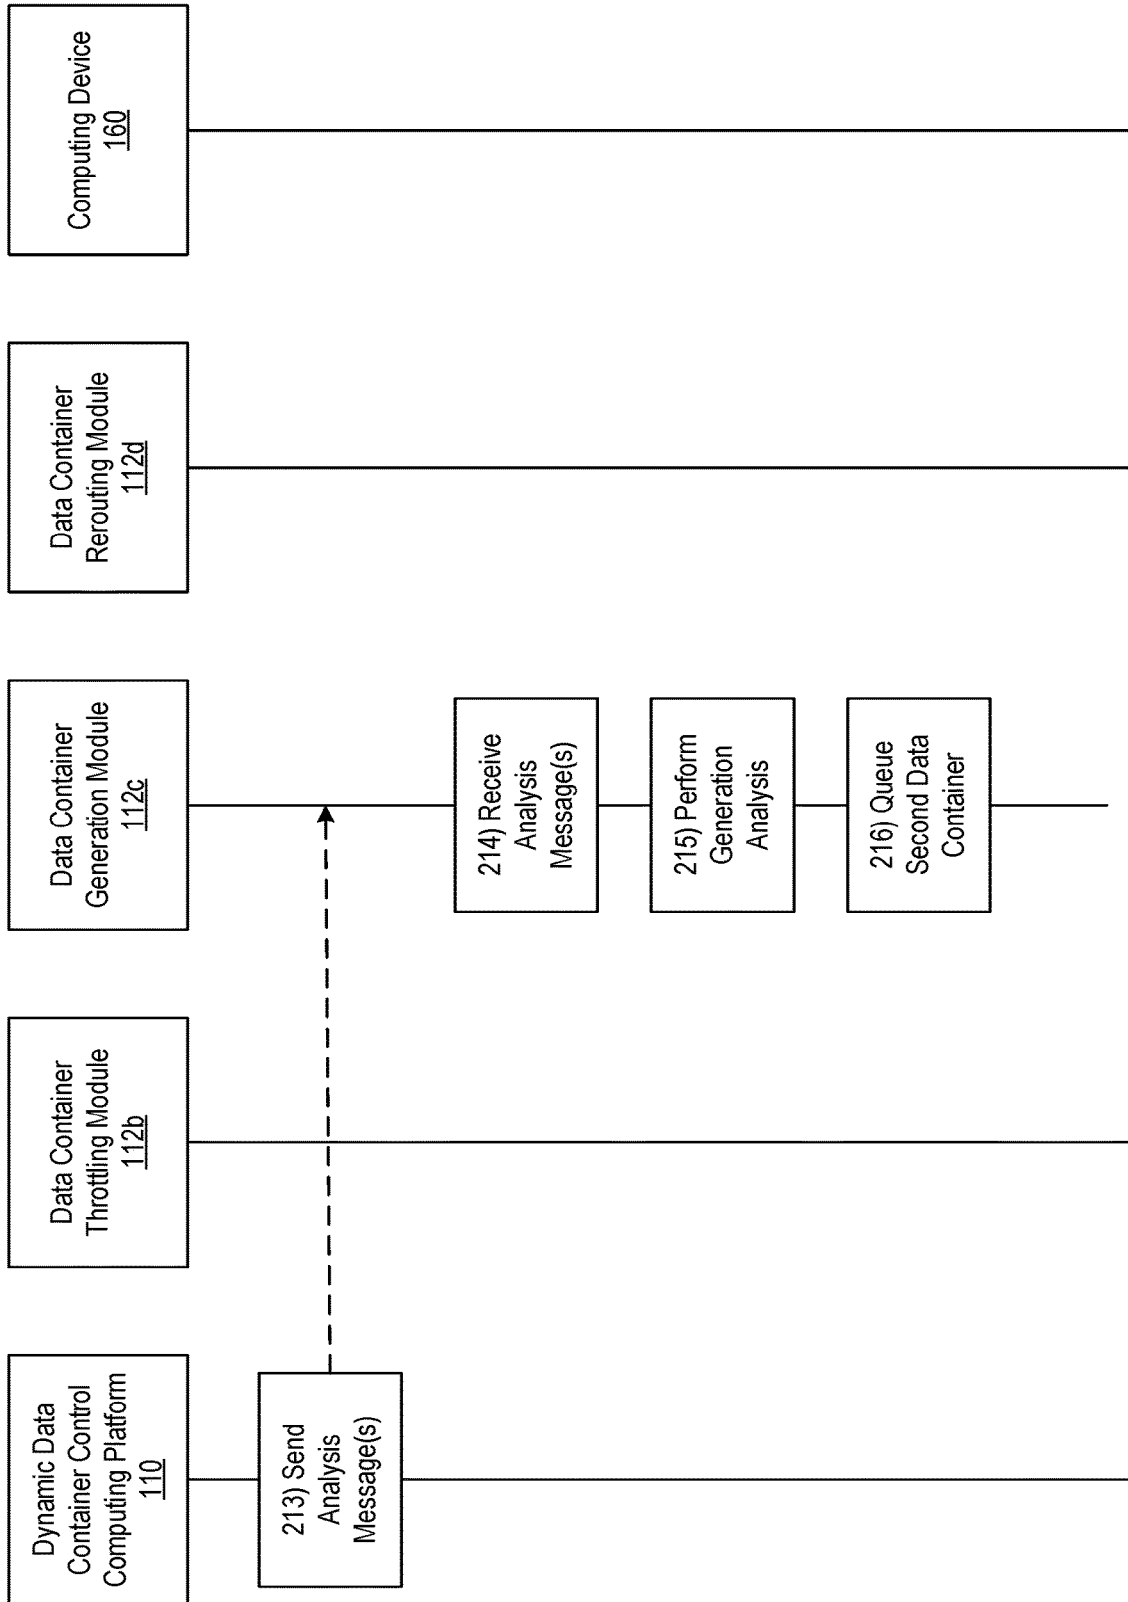 Dynamic Data
Container Control
Computing Platform
110
Data Container
Throttling Module
112b
Data Container
Generation Module
112c
Data Container
Rerouting Module
112d
Computing Device
160
213) Send
Analysis
Message(s)
214) Receive
Analysis
Message(s)
215) Perform
Generation
Analysis
216) Queue
Second Data
Container